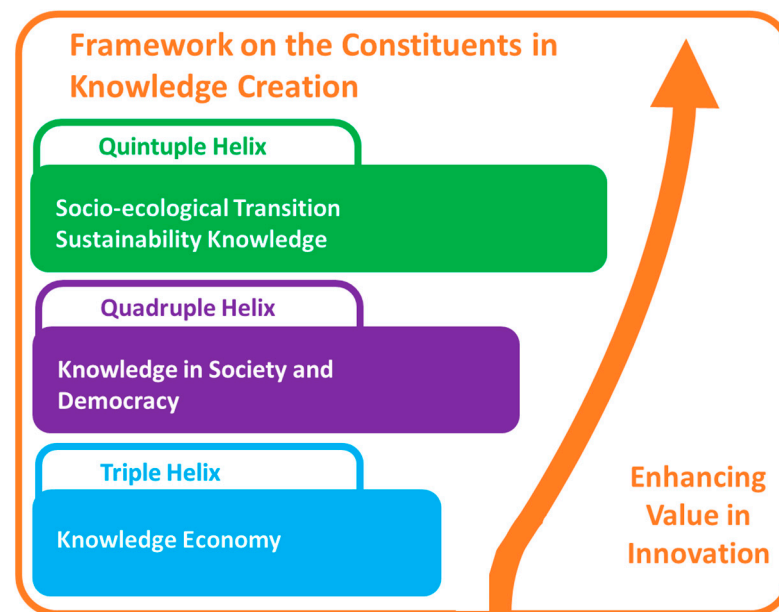 Framework on the Constituents in
Knowledge Creation
Quintuple Helix
Socio-ecological Transition
Sustainability Knowledge
Quadruple Helix
Knowledge in Society and
Democracy
Triple Helix
Knowledge Economy
Enhancing
Value in
Innovation